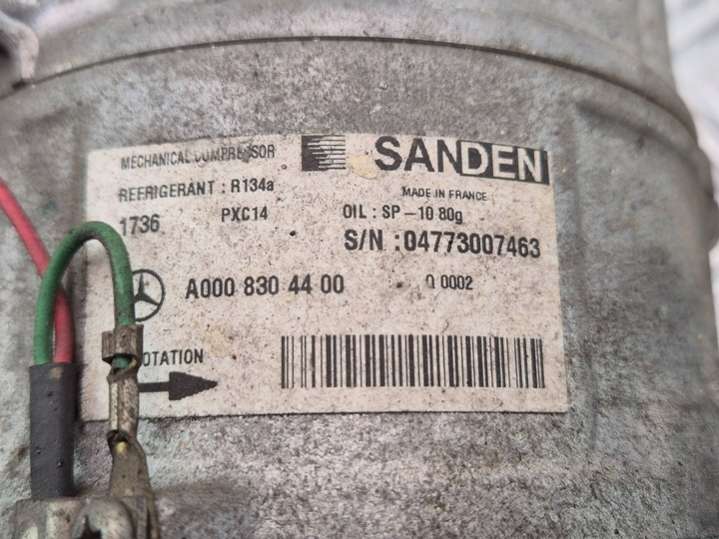 MECHANICAL COMPRESSOR
SANDEN
REFRIGERANT : R134a
MADE IN FRANCE
1736 PXC14
OIL : SP-10 80g
S/N :04773007463
A000 830 44 00
Q 0002
OTATION